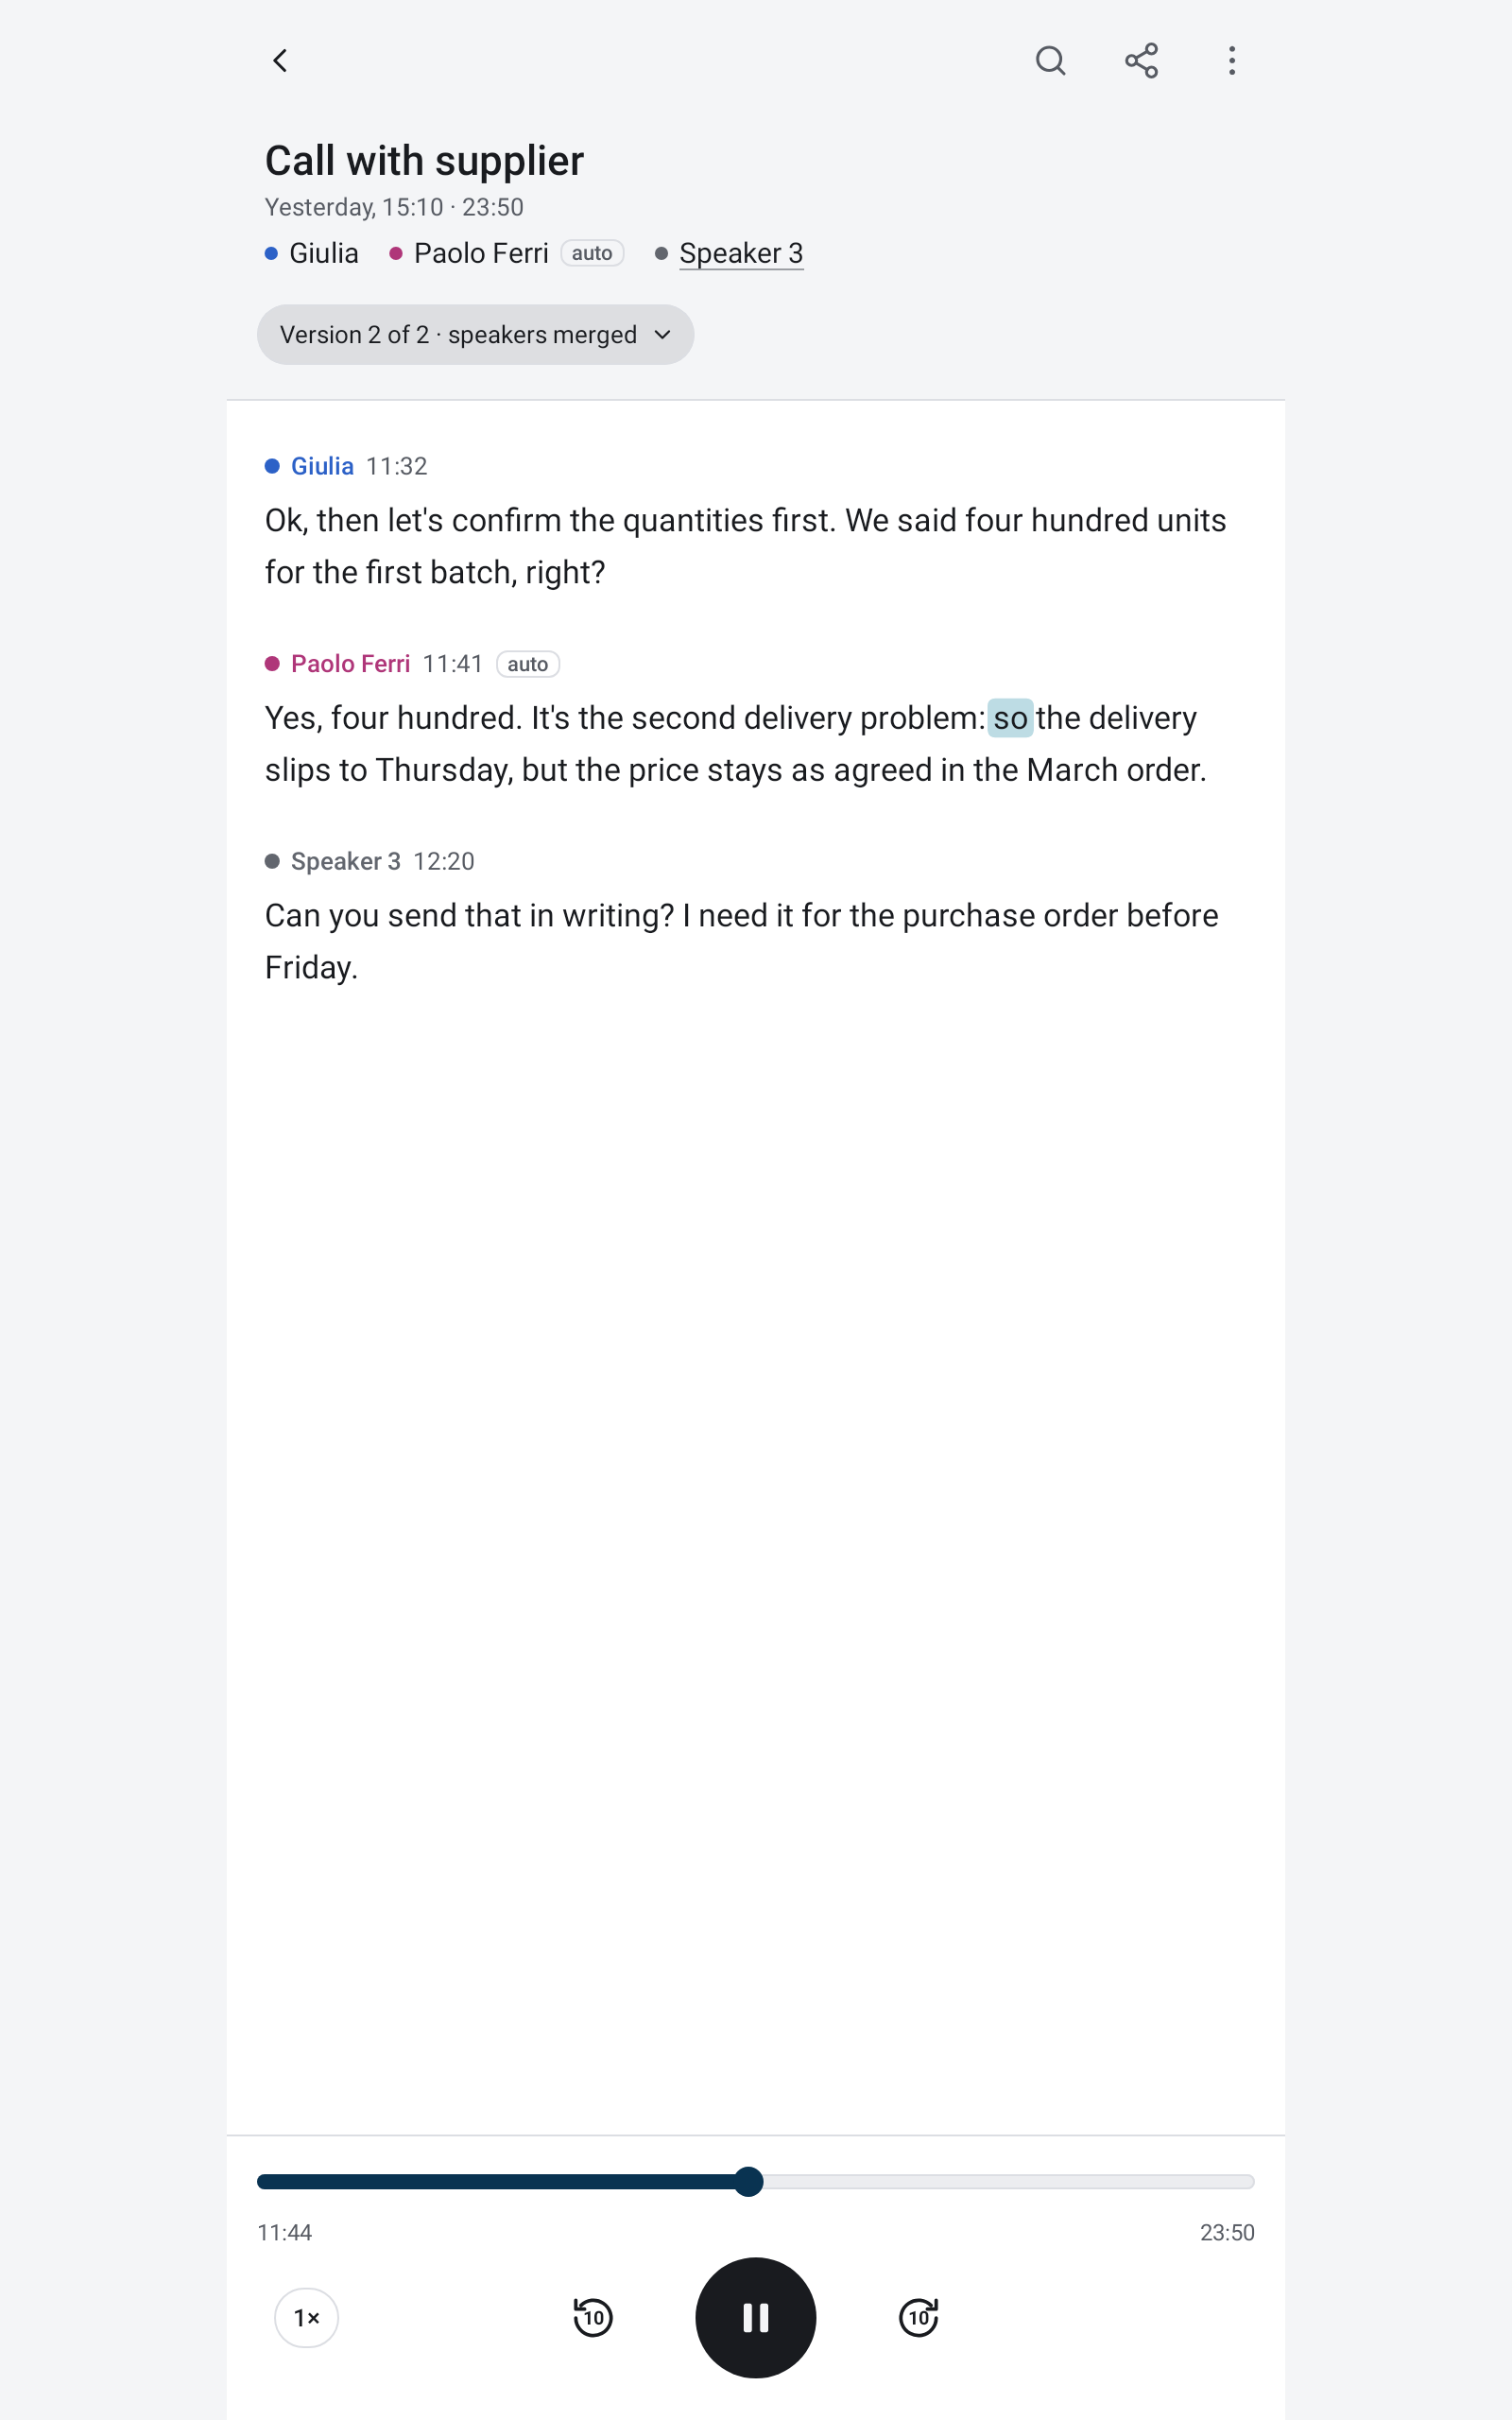 Call with supplier
Yesterday, 15:10 · 23:50
Giulia Paolo Ferri auto Speaker 3
Version 2 of 2 · speakers merged
Giulia 11:32
Ok, then let's confirm the quantities first. We said four hundred units
for the first batch, right?
Paolo Ferri 11:41 auto
Yes, four hundred. It's the second delivery problem: so the delivery
slips to Thursday, but the price stays as agreed in the March order.
Speaker 3 12:20
Can you send that in writing? I need it for the purchase order before
Friday.
11:44 23:50
1× 10 10